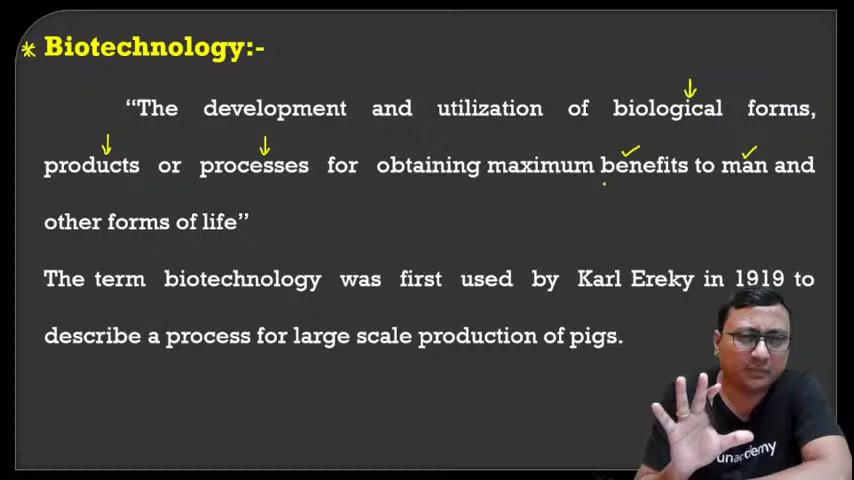 * Biotechnology:-
“The development and utilization of biological forms,
products or processes for obtaining maximum benefits to man and
other forms of life”
The term biotechnology was first used by Karl Ereky in 1919 to
describe a process for large scale production of pigs.
unacademy